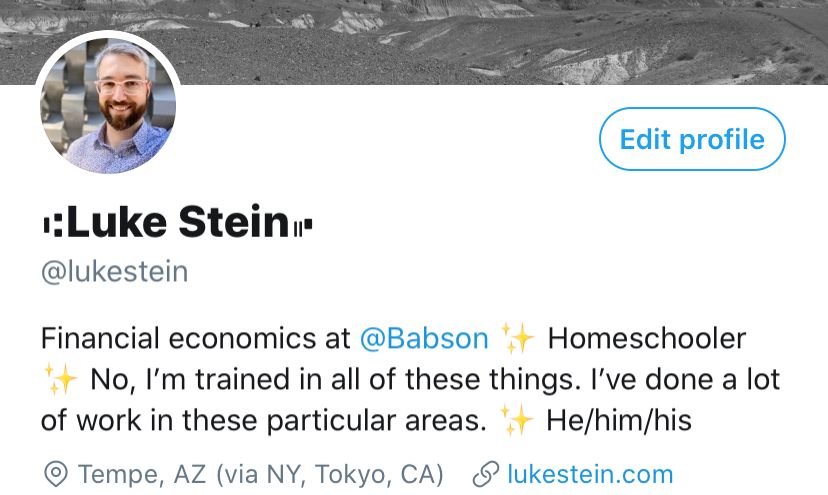 Edit profile
⑆Luke Stein⑈
@lukestein
Financial economics at @Babson ✨ Homeschooler
✨ No, I’m trained in all of these things. I’ve done a lot
of work in these particular areas. ✨ He/him/his
Tempe, AZ (via NY, Tokyo, CA) lukestein.com